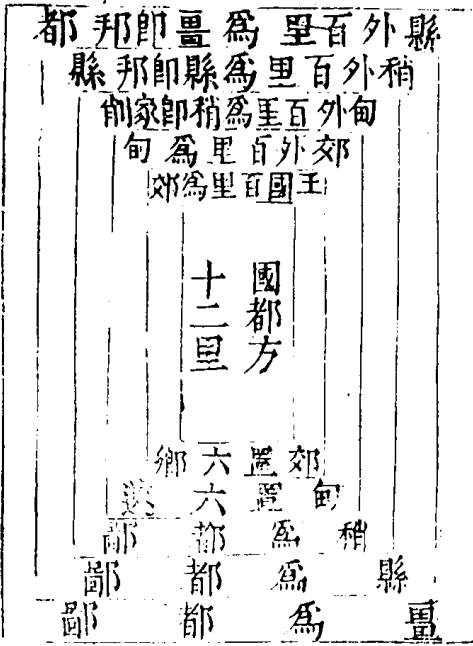 縣外百里爲畺即邦都
稍外百里爲縣即邦縣
甸外百里爲稍即家削
郊外百里爲甸
王國百里爲郊
國都方
十二里
郊置六鄉
甸置六遂
稍爲都鄙
縣爲都鄙
畺爲都鄙